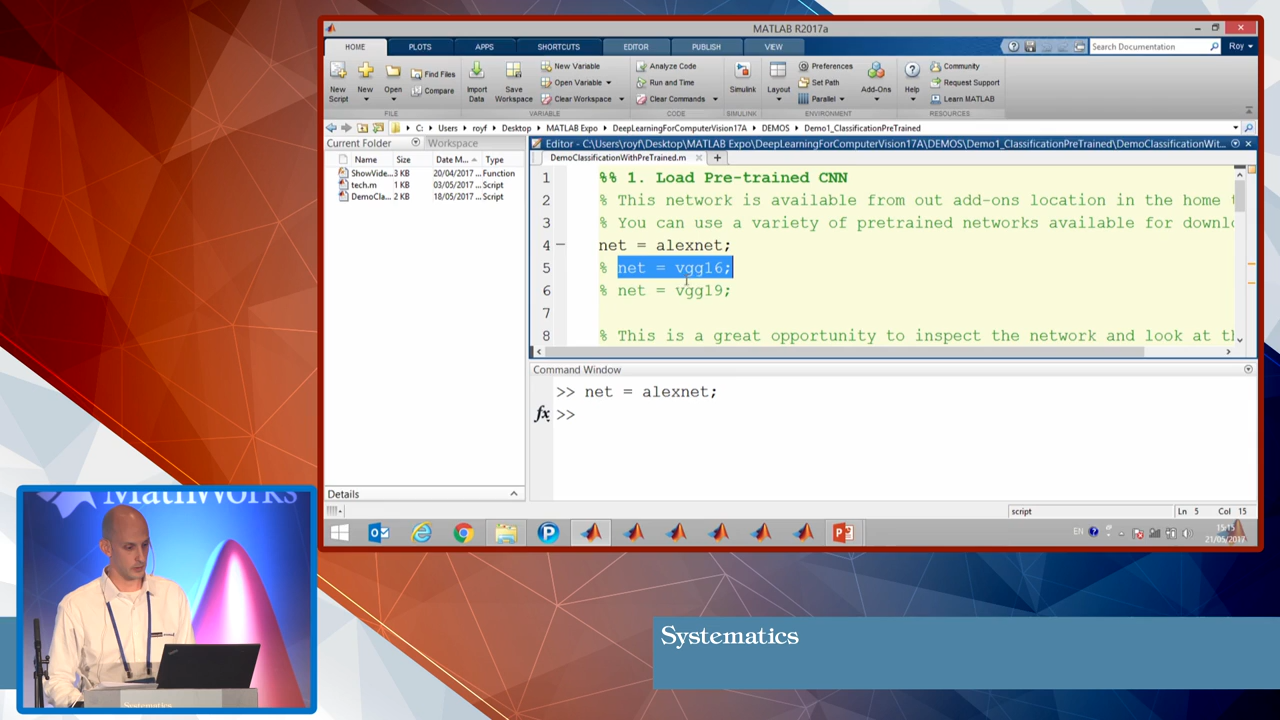 MATLAB R2017a
HOME PLOTS APPS SHORTCUTS EDITOR PUBLISH VIEW Search Documentation Roy
New Script New Open Find Files Compare Import Data Save Workspace New Variable Open Variable Clear Workspace Analyze Code Run and Time Clear Commands Simulink Layout Preferences Set Path Parallel Add-Ons Help Community Request Support Learn MATLAB
FILE VARIABLE CODE SIMULINK ENVIRONMENT RESOURCES
C: Users royf Desktop MATLAB Expo DeepLearningForComputerVision17A DEMOS Demo1_ClassificationPreTrained
Current Folder Workspace
Name Size Date M... Type
ShowVide... 3 KB 20/04/2017 ... Function
tech.m 1 KB 03/05/2017 ... Script
DemoCla... 2 KB 18/05/2017 ... Script
Details
Editor - C:\Users\royf\Desktop\MATLAB Expo\DeepLearningForComputerVision17A\DEMOS\Demo1_ClassificationPreTrained\DemoClassificationWit...
DemoClassificationWithPreTrained.m
1 %% 1. Load Pre-trained CNN
2 % This network is available from out add-ons location in the home
3 % You can use a variety of pretrained networks available for downl
4 net = alexnet;
5 % net = vgg16;
6 % net = vgg19;
7
8 % This is a great opportunity to inspect the network and look at
Command Window
>> net = alexnet;
fx >>
script Ln 5 Col 15
EN 15:15
21/05/2017
MathWorks
Systematics
Systematics